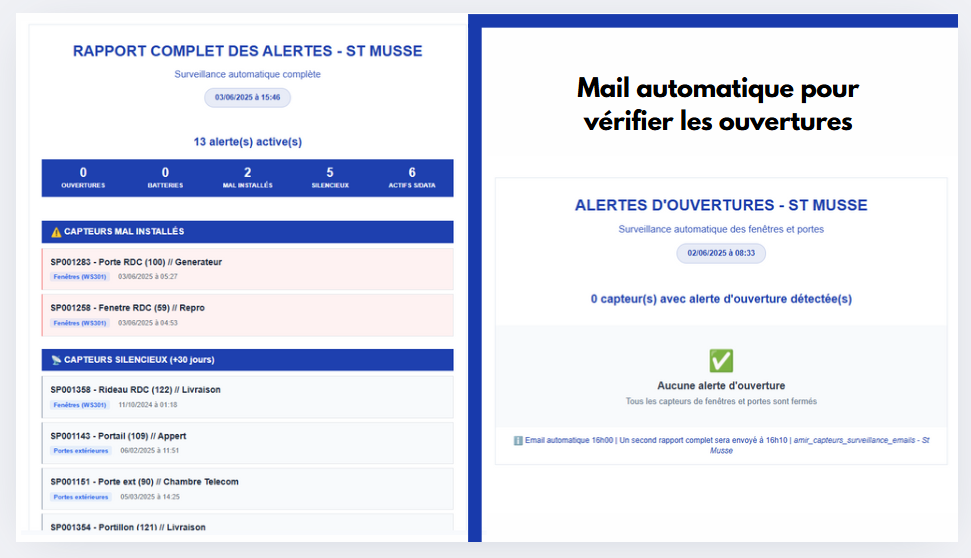 RAPPORT COMPLET DES ALERTES - ST MUSSE
Surveillance automatique complète
03/06/2025 à 15:46
13 alerte(s) active(s)
0 0 2 5 6
OUVERTURES BATTERIES MAL INSTALLÉS SILENCIEUX ACTIFS S/DATA
⚠️ CAPTEURS MAL INSTALLÉS
SP001283 - Porte RDC (100) // Generateur
Fenêtres (WS301) 03/06/2025 à 05:27
SP001258 - Fenetre RDC (59) // Repro
Fenêtres (WS301) 03/06/2025 à 04:53
📡 CAPTEURS SILENCIEUX (+30 jours)
SP001358 - Rideau RDC (122) // Livraison
Fenêtres (WS301) 11/10/2024 à 01:18
SP001143 - Portail (109) // Appert
Portes extérieures 06/02/2025 à 11:51
SP001151 - Porte ext (90) // Chambre Telecom
Portes extérieures 05/03/2025 à 14:25
SP001354 - Portillon (121) // Livraison
Mail automatique pour
vérifier les ouvertures
ALERTES D'OUVERTURES - ST MUSSE
Surveillance automatique des fenêtres et portes
02/06/2025 à 08:33
0 capteur(s) avec alerte d'ouverture détectée(s)
✅
Aucune alerte d'ouverture
Tous les capteurs de fenêtres et portes sont fermés
ℹ️ Email automatique 16h00 | Un second rapport complet sera envoyé à 16h10 | amir_capteurs_surveillance_emails - St
Musse